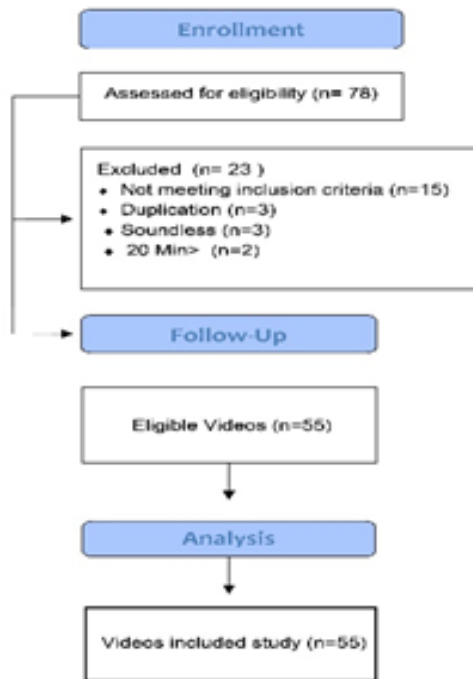 Enrollment
Assessed for eligibility (n= 78)
Excluded (n= 23 )
• Not meeting inclusion criteria (n=15)
• Duplication (n=3)
• Soundless (n=3)
• 20 Min> (n=2)
Follow-Up
Eligible Videos (n=55)
Analysis
Videos included study (n=55)